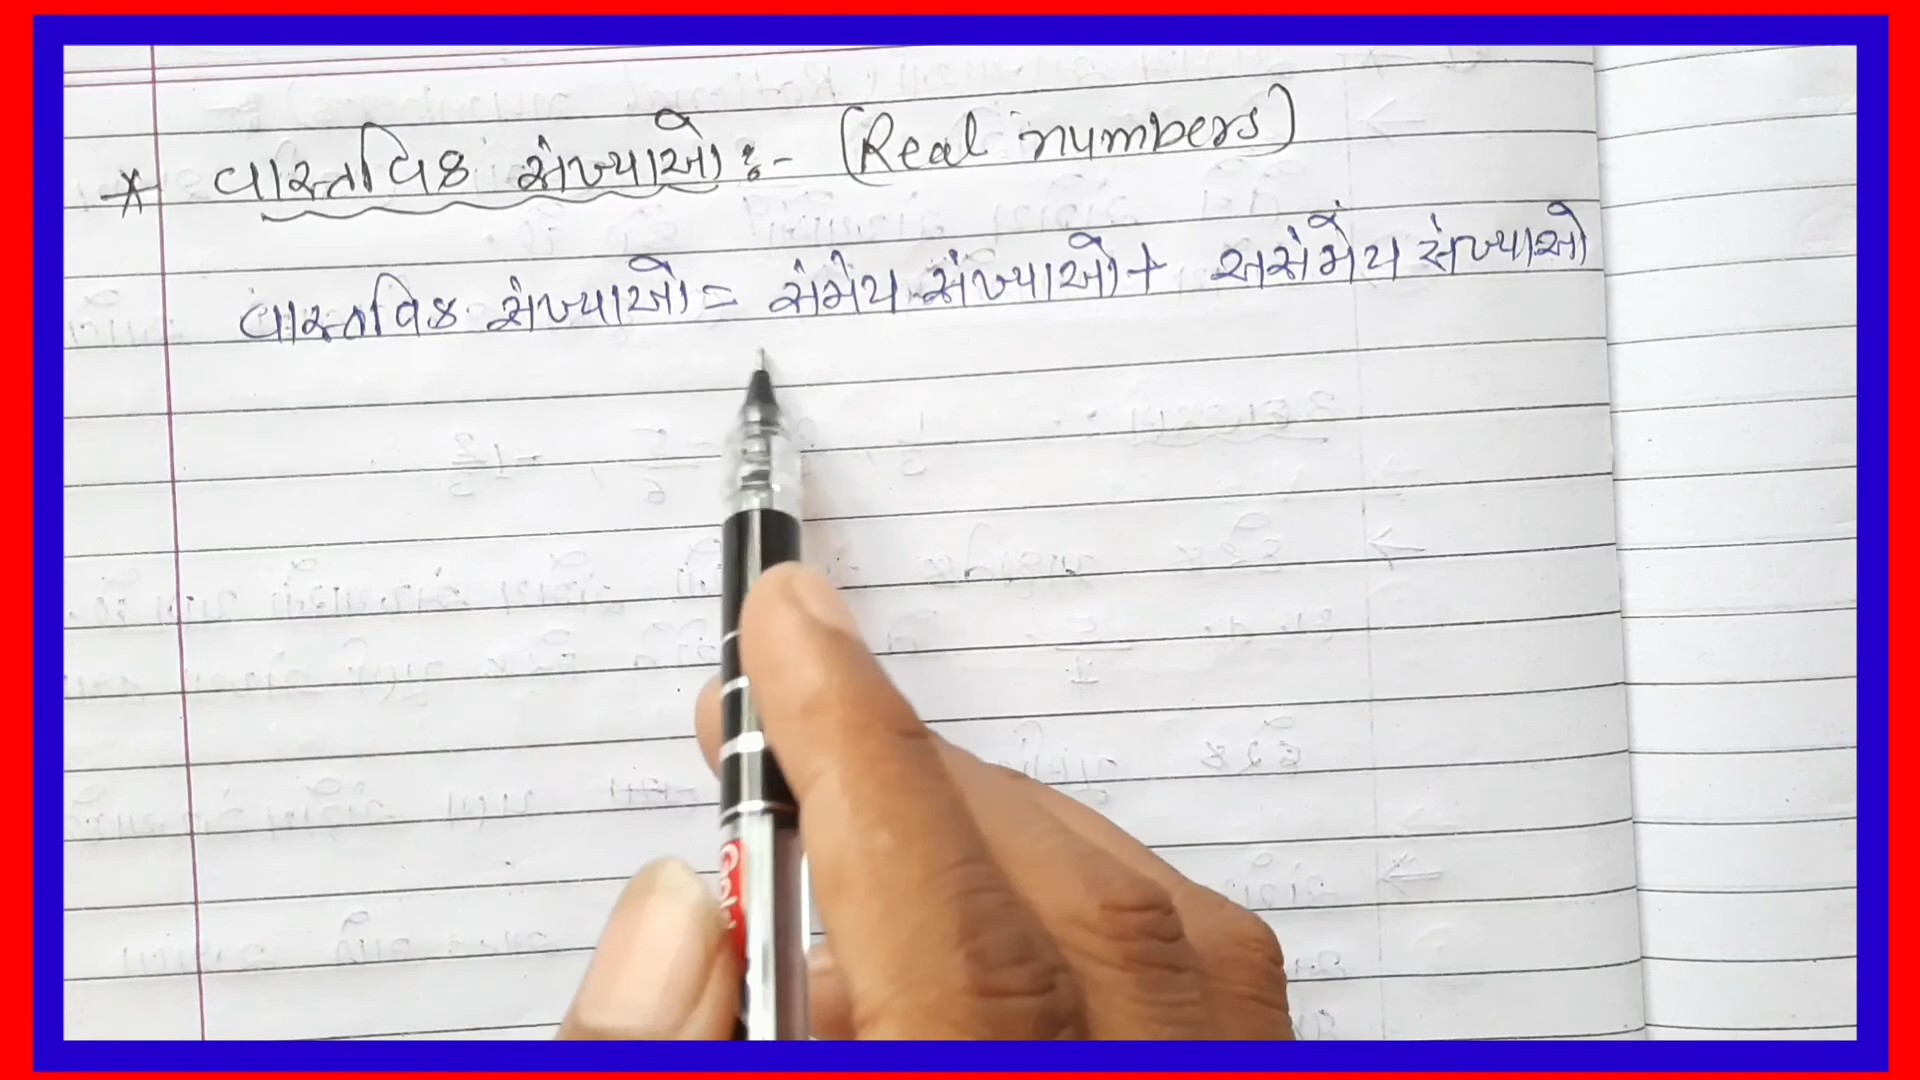 * વાસ્તવિક સંખ્યાઓ :- (Real numbers)
વાસ્તવિક સંખ્યાઓ = સંમેય સંખ્યાઓ + અસંમેય સંખ્યાઓ